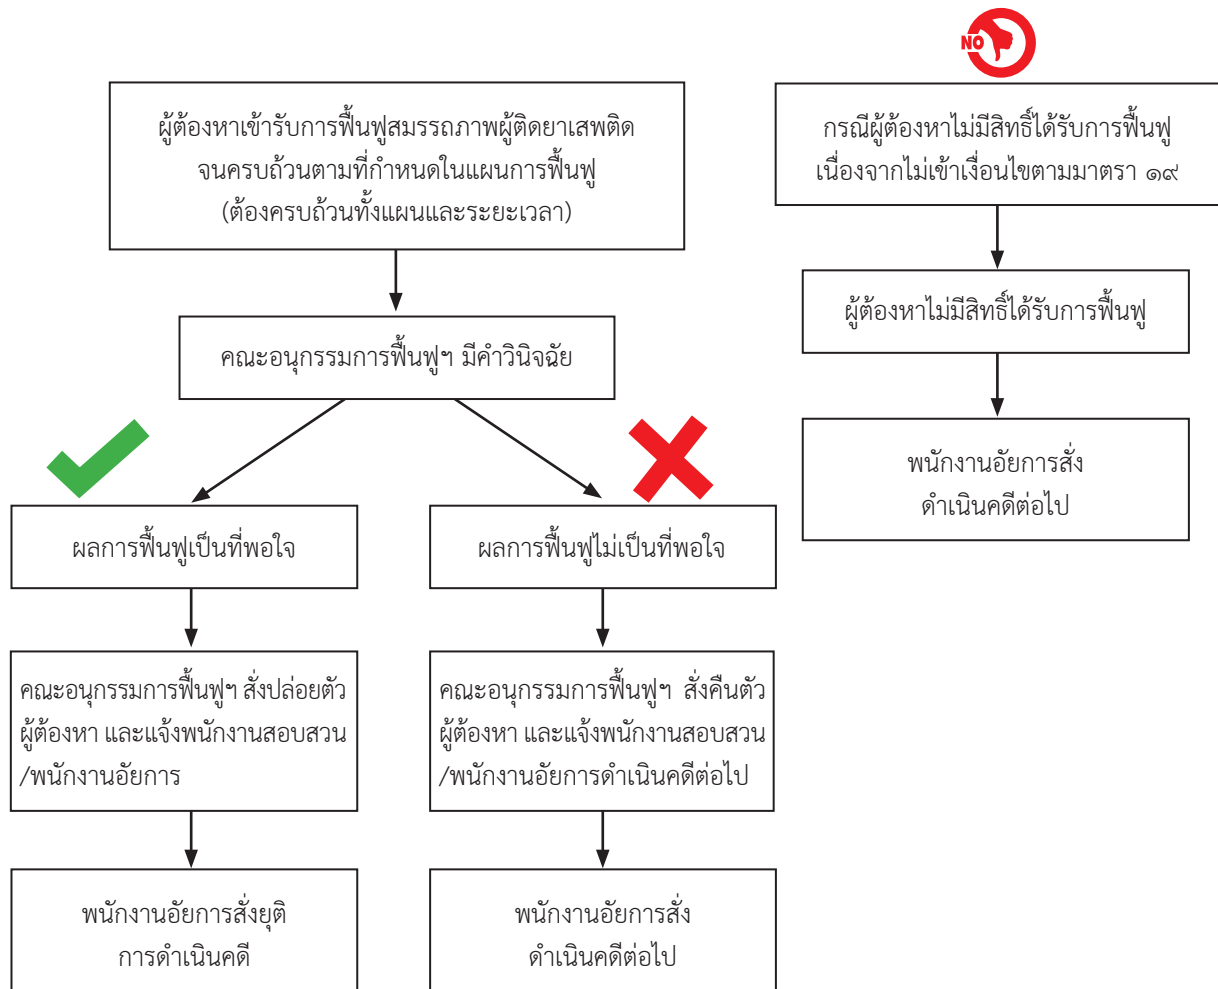 NO
ผู้ต้องหาเข้ารับการฟื้นฟูสมรรถภาพผู้ติดยาเสพติด
จนครบถ้วนตามที่กำหนดในแผนการฟื้นฟู
(ต้องครบถ้วนทั้งแผนและระยะเวลา)
คณะอนุกรรมการฟื้นฟูฯ มีคำวินิจฉัย
ผลการฟื้นฟูเป็นที่พอใจ
คณะอนุกรรมการฟื้นฟูฯ สั่งปล่อยตัว
ผู้ต้องหา และแจ้งพนักงานสอบสวน
/พนักงานอัยการ
พนักงานอัยการสั่งยุติ
การดำเนินคดี
ผลการฟื้นฟูไม่เป็นที่พอใจ
คณะอนุกรรมการฟื้นฟูฯ สั่งคืนตัว
ผู้ต้องหา และแจ้งพนักงานสอบสวน
/พนักงานอัยการดำเนินคดีต่อไป
พนักงานอัยการสั่ง
ดำเนินคดีต่อไป
กรณีผู้ต้องหาไม่มีสิทธิ์ได้รับการฟื้นฟู
เนื่องจากไม่เข้าเงื่อนไขตามมาตรา ๑๙
ผู้ต้องหาไม่มีสิทธิ์ได้รับการฟื้นฟู
พนักงานอัยการสั่ง
ดำเนินคดีต่อไป